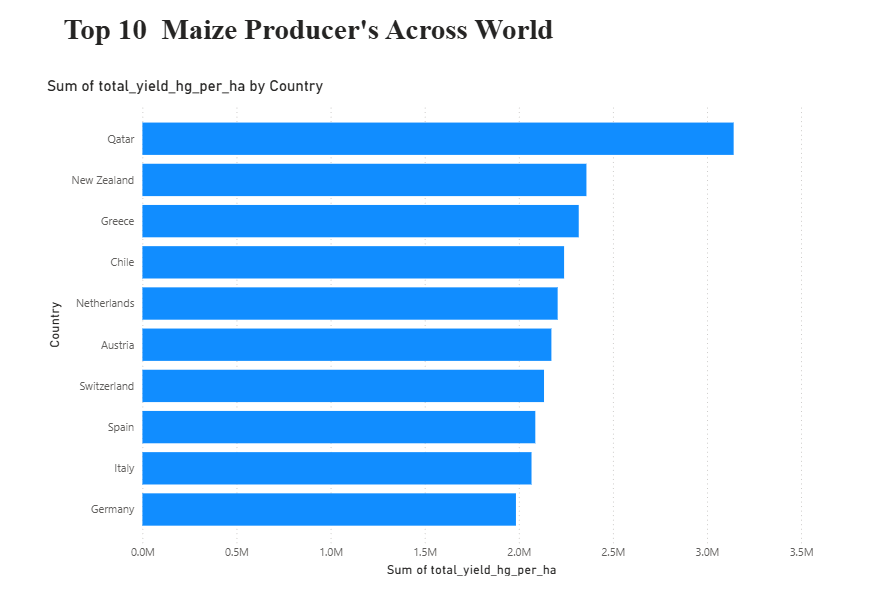 Top 10  Maize Producer's Across World
Sum of total_yield_hg_per_ha by Country
Country
Qatar
New Zealand
Greece
Chile
Netherlands
Austria
Switzerland
Spain
Italy
Germany
0.0M 0.5M 1.0M 1.5M 2.0M 2.5M 3.0M 3.5M
Sum of total_yield_hg_per_ha